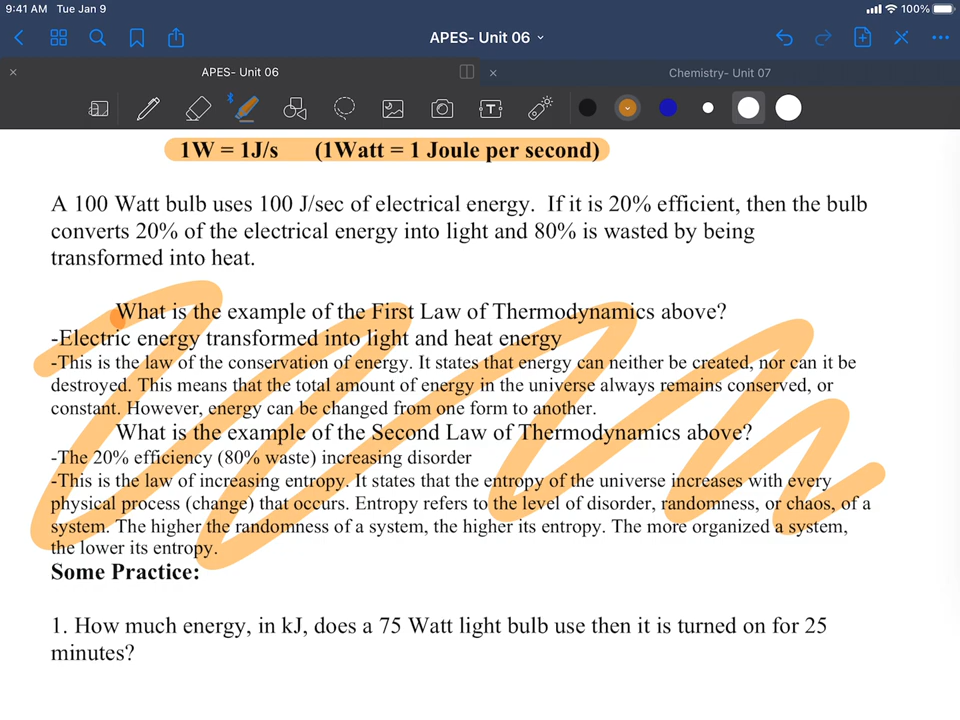 9:41 AM Tue Jan 9 100%
APES- Unit 06
APES- Unit 06 Chemistry- Unit 07
T
1W = 1J/s (1Watt = 1 Joule per second)
A 100 Watt bulb uses 100 J/sec of electrical energy. If it is 20% efficient, then the bulb
converts 20% of the electrical energy into light and 80% is wasted by being
transformed into heat.
What is the example of the First Law of Thermodynamics above?
-Electric energy transformed into light and heat energy
-This is the law of the conservation of energy. It states that energy can neither be created, nor can it be
destroyed. This means that the total amount of energy in the universe always remains conserved, or
constant. However, energy can be changed from one form to another.
What is the example of the Second Law of Thermodynamics above?
-The 20% efficiency (80% waste) increasing disorder
-This is the law of increasing entropy. It states that the entropy of the universe increases with every
physical process (change) that occurs. Entropy refers to the level of disorder, randomness, or chaos, of a
system. The higher the randomness of a system, the higher its entropy. The more organized a system,
the lower its entropy.
Some Practice:
1. How much energy, in kJ, does a 75 Watt light bulb use then it is turned on for 25
minutes?